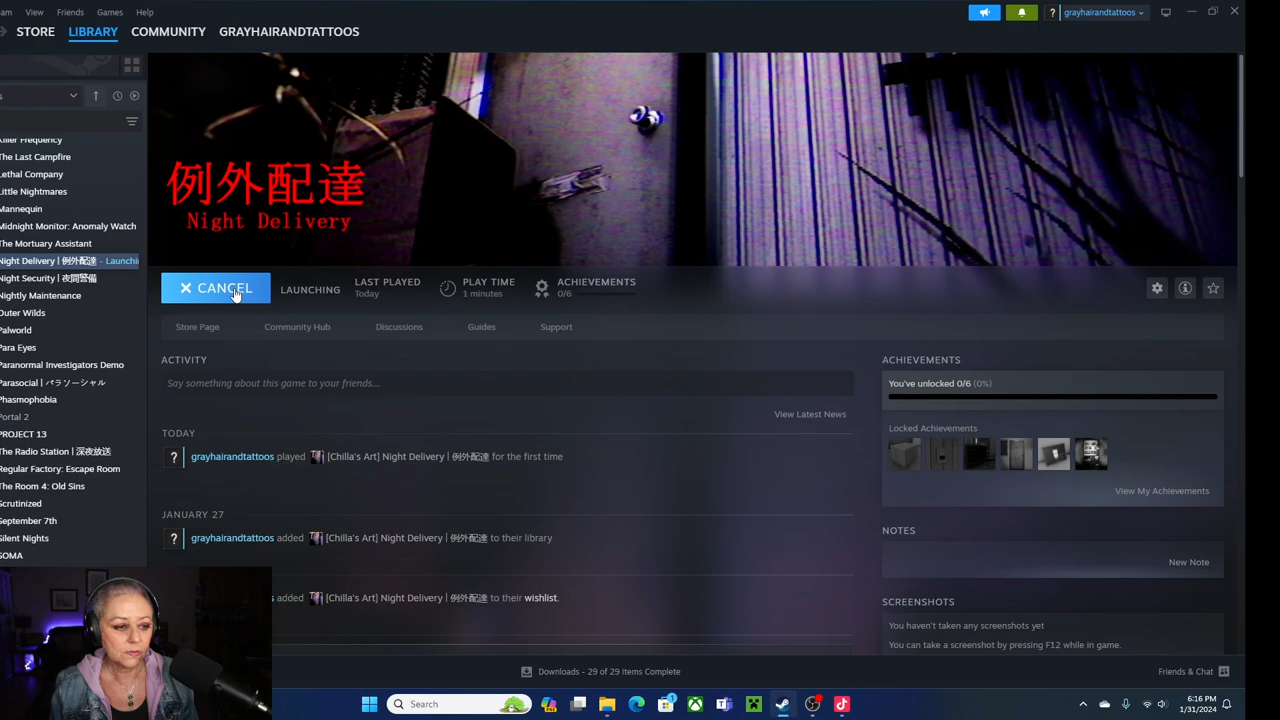 am View Friends Games Help
grayhairandtattoos
STORE LIBRARY COMMUNITY GRAYHAIRANDTATTOOS
s
Killer Frequency
The Last Campfire
Lethal Company
Little Nightmares
Mannequin
Midnight Monitor: Anomaly Watch
The Mortuary Assistant
Night Delivery | 例外配達 - Launchi
Night Security | 夜間警備
Nightly Maintenance
Outer Wilds
Palworld
Para Eyes
Paranormal Investigators Demo
Parasocial | パラソーシャル
Phasmophobia
Portal 2
PROJECT 13
The Radio Station | 深夜放送
Regular Factory: Escape Room
The Room 4: Old Sins
Scrutinized
September 7th
Silent Nights
SOMA
例外配達
Night Delivery
CANCEL
LAUNCHING
LAST PLAYED
Today
PLAY TIME
1 minutes
ACHIEVEMENTS
0/6
Store Page Community Hub Discussions Guides Support
ACTIVITY
Say something about this game to your friends...
View Latest News
TODAY
grayhairandtattoos played [Chilla's Art] Night Delivery | 例外配達 for the first time
JANUARY 27
grayhairandtattoos added [Chilla's Art] Night Delivery | 例外配達 to their library
s added [Chilla's Art] Night Delivery | 例外配達 to their wishlist.
ACHIEVEMENTS
You've unlocked 0/6 (0%)
Locked Achievements
View My Achievements
NOTES
New Note
SCREENSHOTS
You haven't taken any screenshots yet
You can take a screenshot by pressing F12 while in game.
Downloads - 29 of 29 Items Complete
Friends & Chat
Search
6:16 PM
1/31/2024